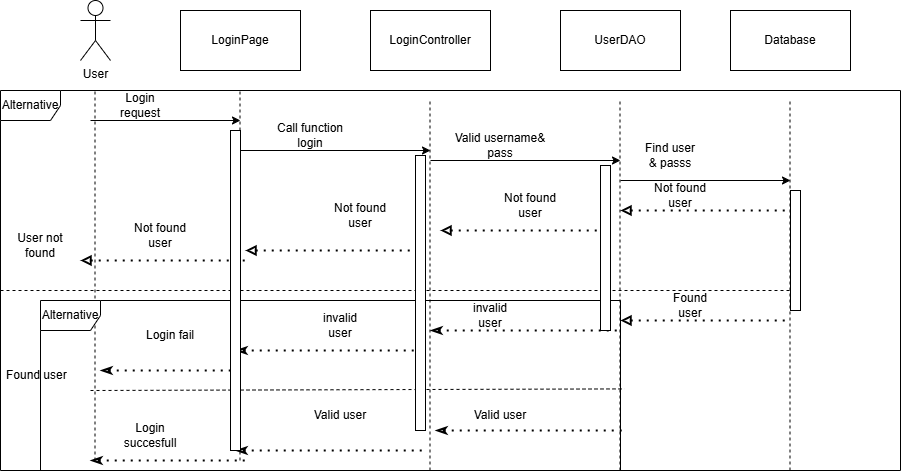 User
LoginPage
LoginController
UserDAO
Database
Alternative
Login
request
Call function
login
Valid username&
pass
Find user
& passs
Not found
user
Not found
user
Not found
user
Not found
user
User not
found
Alternative
Found
user
invalid
user
invalid
user
Login fail
Found user
Valid user
Valid user
Login
succesfull